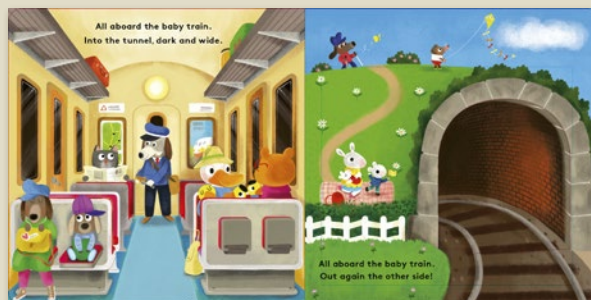 All aboard the baby train.
Into the tunnel, dark and wide.
All aboard the baby train.
Out again the other side!